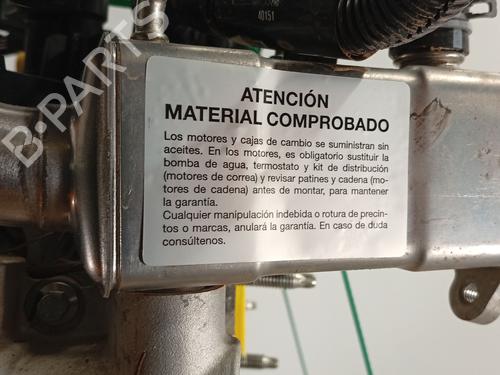 40151
B-PARTS
ATENCIÓN
MATERIAL COMPROBADO
Los motores y cajas de cambio se suministran sin
aceites. En los motores, es obligatorio sustituir la
bomba de agua, termostato y kit de distribución
(motores de correa) y revisar patines y cadena (mo-
tores de cadena) antes de montar, para mantener
la garantía.
Cualquier manipulación indebida o rotura de precin-
tos o marcas, anulará la garantía. En caso de duda
consúltenos.